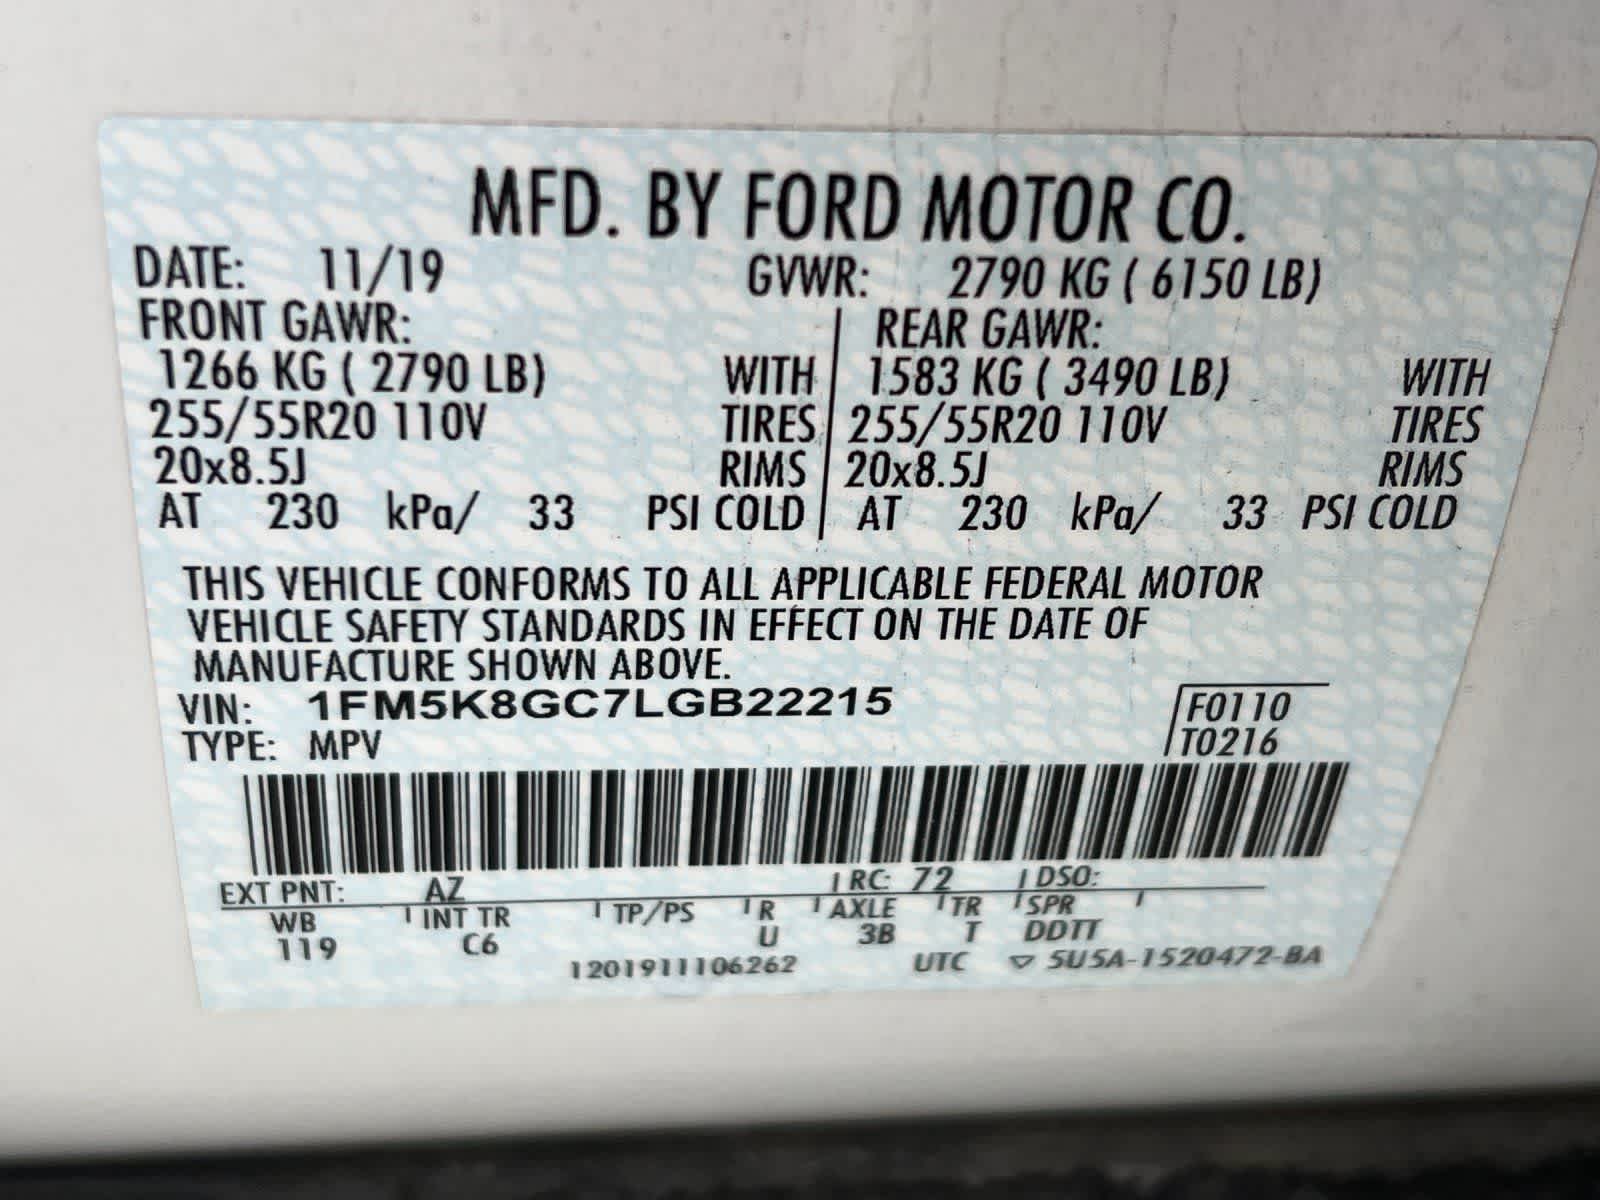 MFD. BY FORD MOTOR CO.
DATE: 11/19 GVWR: 2790 KG ( 6150 LB)
FRONT GAWR: REAR GAWR:
1266 KG ( 2790 LB) WITH 1583 KG ( 3490 LB) WITH
255/55R20 110V TIRES 255/55R20 110V TIRES
20x8.5J RIMS 20x8.5J RIMS
AT 230 kPa/ 33 PSI COLD AT 230 kPa/ 33 PSI COLD
THIS VEHICLE CONFORMS TO ALL APPLICABLE FEDERAL MOTOR
VEHICLE SAFETY STANDARDS IN EFFECT ON THE DATE OF
MANUFACTURE SHOWN ABOVE.
VIN: 1FM5K8GC7LGB22215 F0110
TYPE: MPV T0216
EXT PNT: AZ RC: 72 DSO:
WB INT TR TP/PS R AXLE TR SPR
119 C6 U 3B T DDTT
1201911106262 UTC ▽ 5U5A-1520472-BA